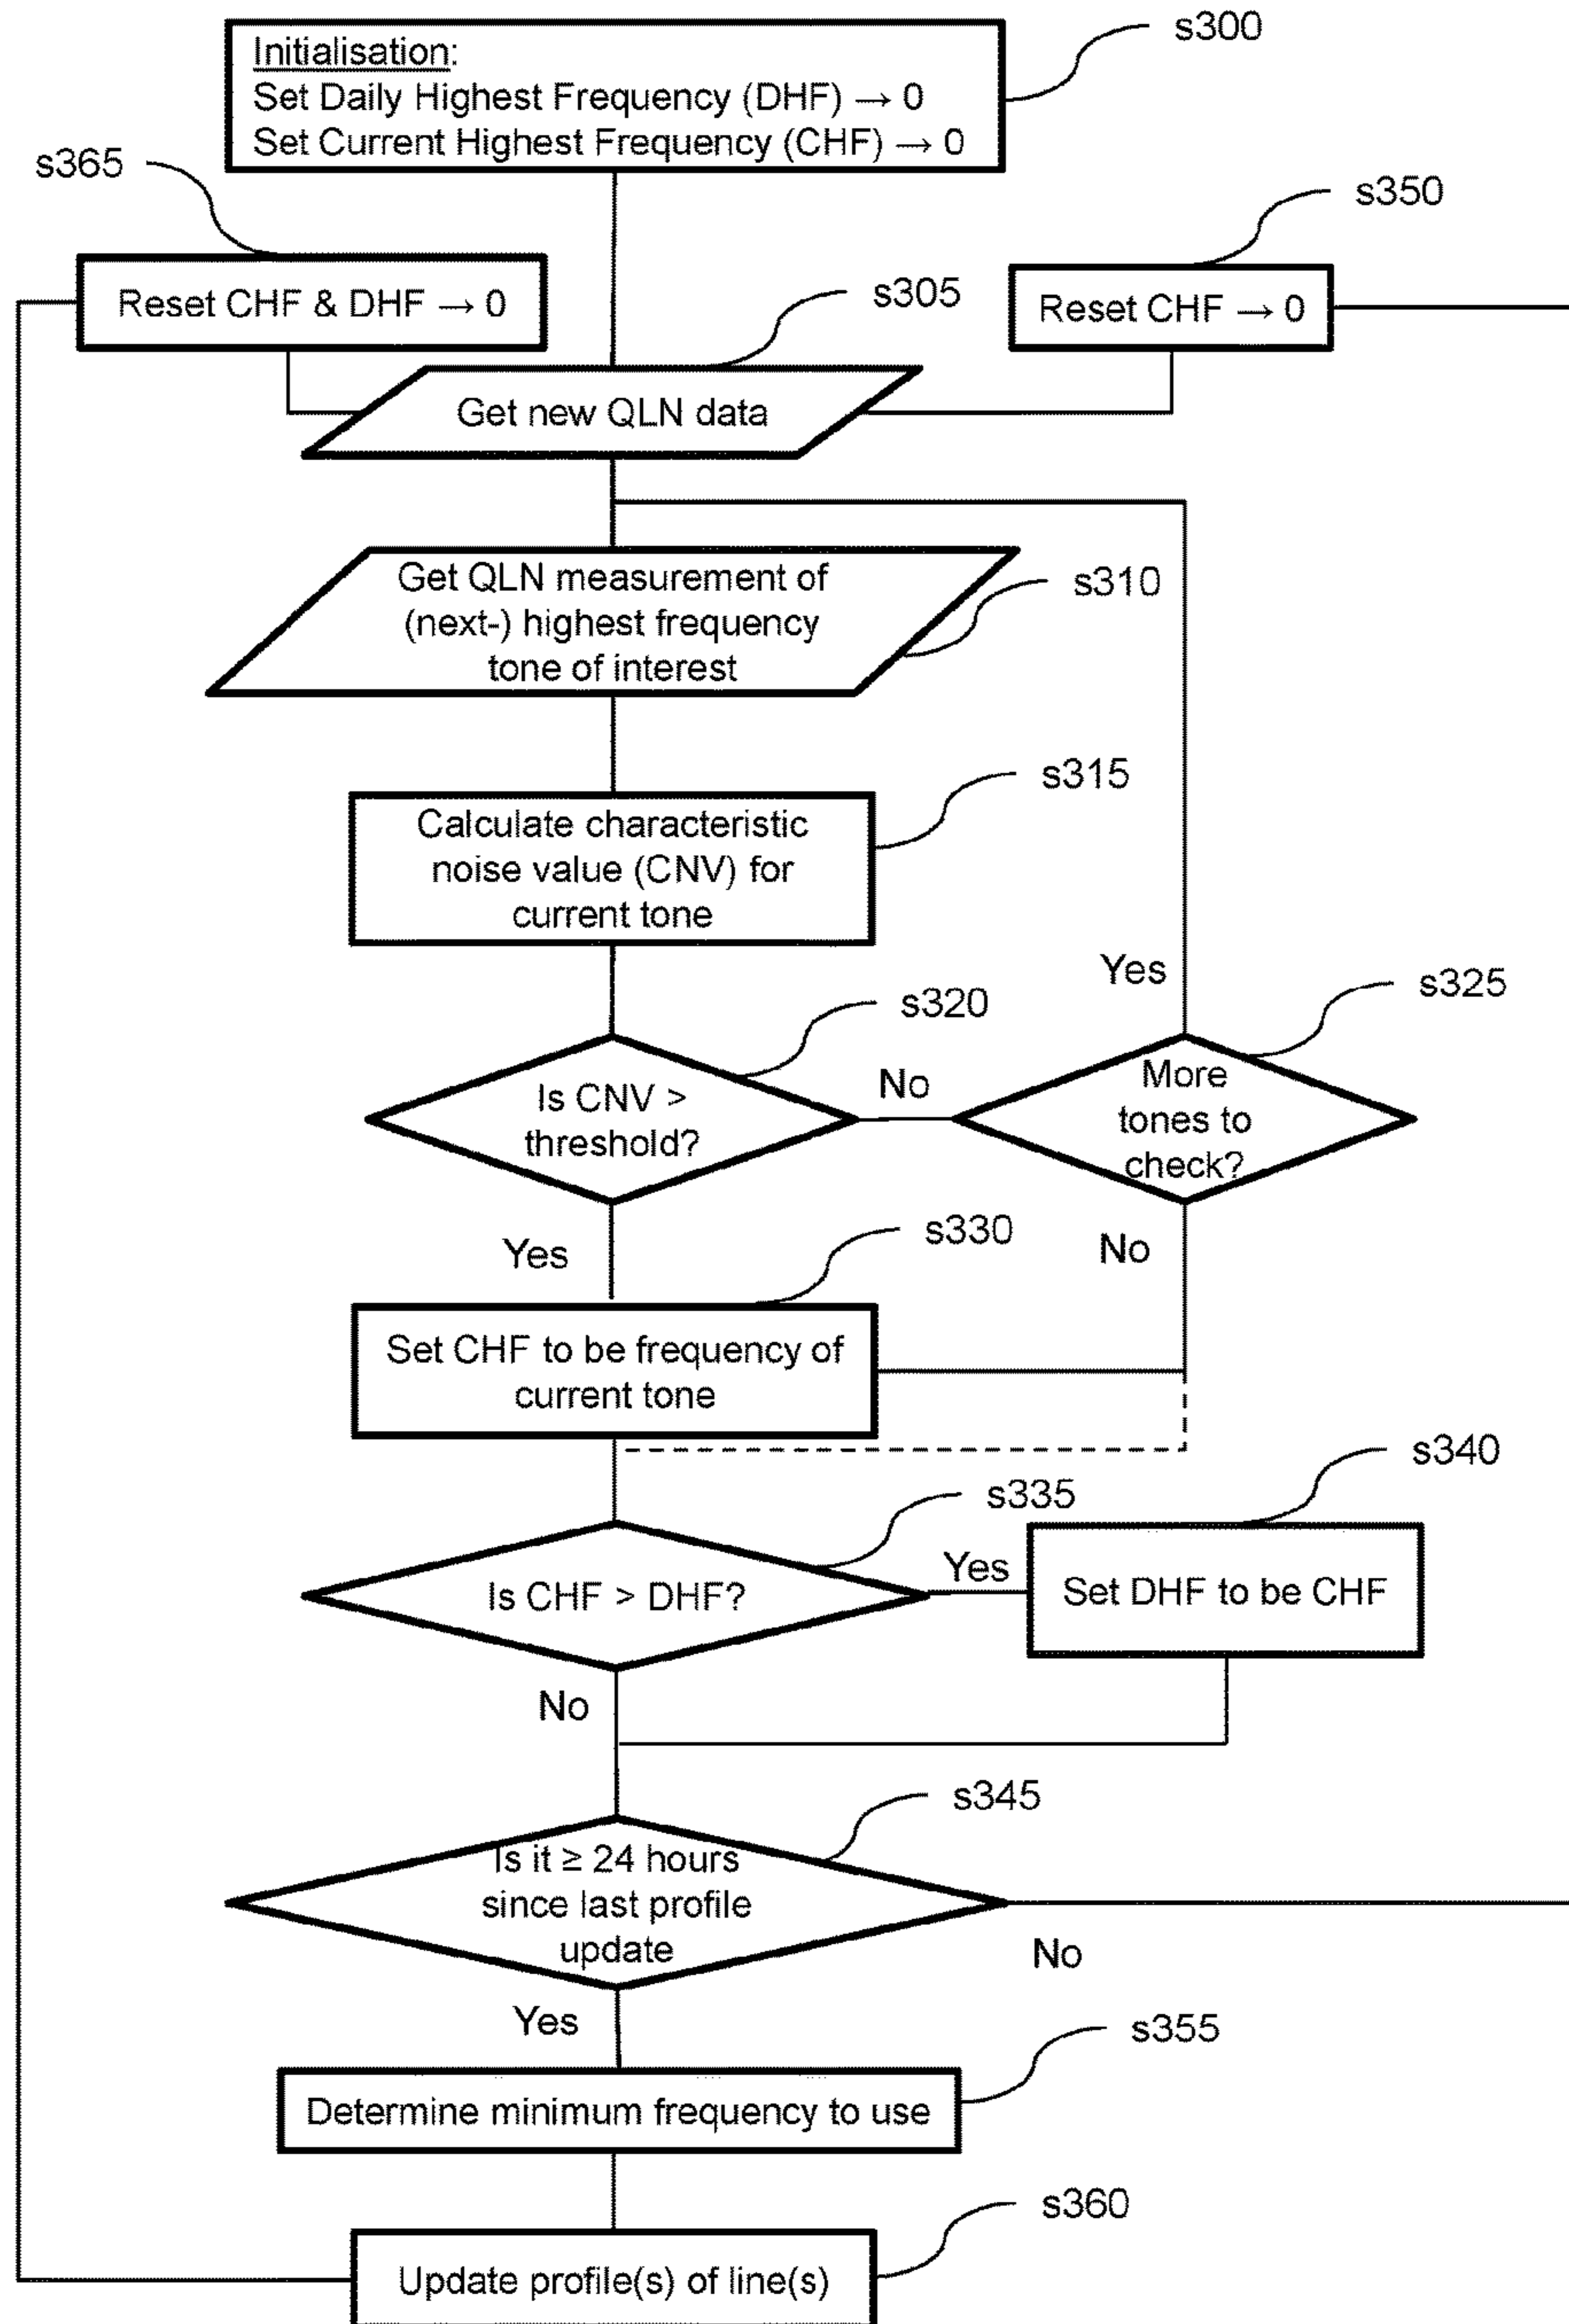 s300
Initialisation:
Set Daily Highest Frequency (DHF) → 0
Set Current Highest Frequency (CHF) → 0
s365
s350
Reset CHF & DHF → 0
s305
Reset CHF → 0
Get new QLN data
Get QLN measurement of
(next-) highest frequency
tone of interest
s310
s315
Calculate characteristic
noise value (CNV) for
current tone
Yes
s325
s320
Is CNV >
threshold?
No
More
tones to
check?
s330
Yes
No
Set CHF to be frequency of
current tone
s340
s335
Is CHF > DHF?
Yes
Set DHF to be CHF
No
s345
Is it ≥ 24 hours
since last profile
update
No
Yes
s355
Determine minimum frequency to use
s360
Update profile(s) of line(s)